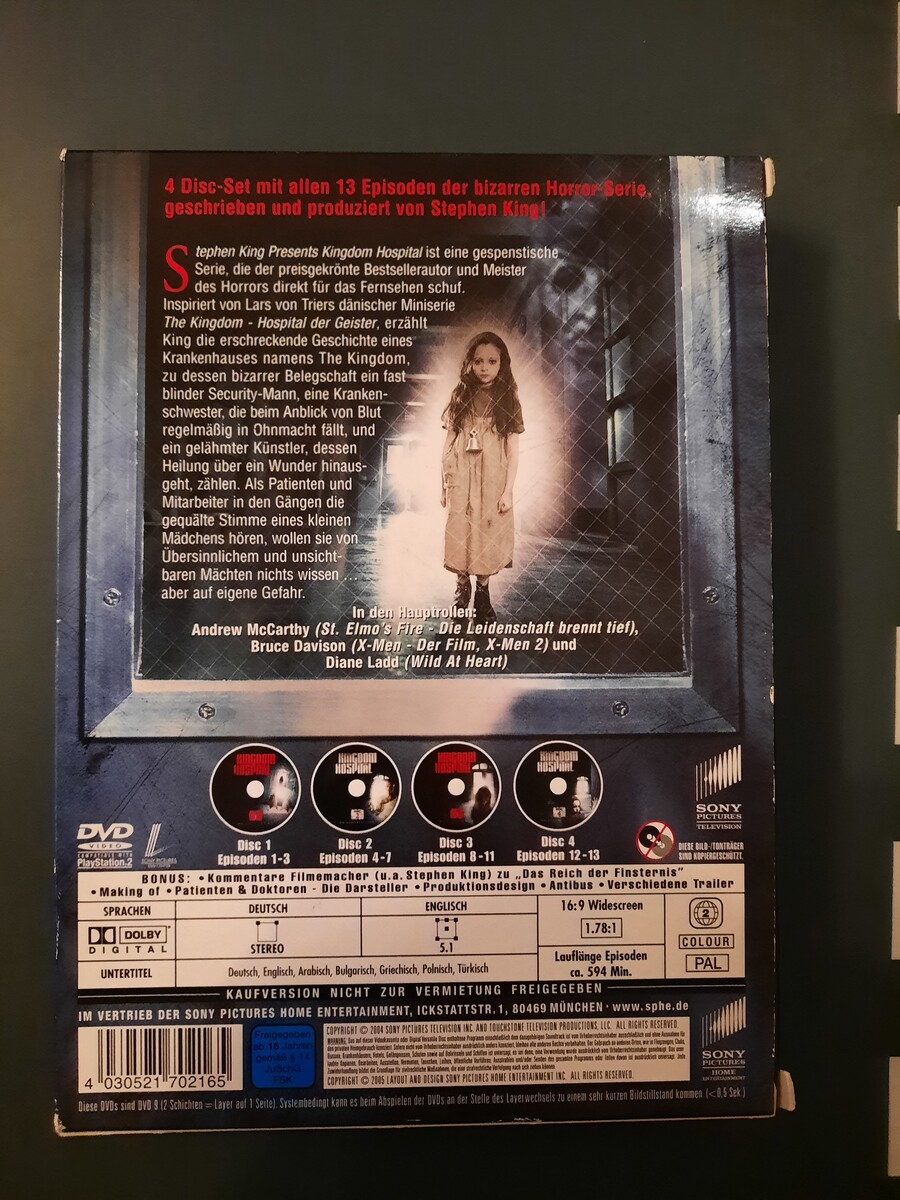 4 Disc-Set mit allen 13 Episoden der bizarren Horror-Serie,
geschrieben und produziert von Stephen King!
Stephen King Presents Kingdom Hospital ist eine gespenstische
Serie, die der preisgekrönte Bestsellerautor und Meister
des Horrors direkt für das Fernsehen schuf.
Inspiriert von Lars von Triers dänischer Miniserie
The Kingdom - Hospital der Geister, erzählt
King die erschreckende Geschichte eines
Krankenhauses namens The Kingdom,
zu dessen bizarrer Belegschaft ein fast
blinder Security-Mann, eine Kranken-
schwester, die beim Anblick von Blut
regelmäßig in Ohnmacht fällt, und
ein gelähmter Künstler, dessen
Heilung über ein Wunder hinaus-
geht, zählen. Als Patienten und
Mitarbeiter in den Gängen die
gequälte Stimme eines kleinen
Mädchens hören, wollen sie von
Übersinnlichem und unsicht-
baren Mächten nichts wissen ...
aber auf eigene Gefahr.
In den Hauptrollen:
Andrew McCarthy (St. Elmo's Fire - Die Leidenschaft brennt tief),
Bruce Davison (X-Men - Der Film, X-Men 2) und
Diane Ladd (Wild At Heart)
KINGDOM HOSPITAL
KINGDOM HOSPITAL
KINGDOM HOSPITAL
KINGDOM HOSPITAL
Disc 1
Episoden 1-3
Disc 2
Episoden 4-7
Disc 3
Episoden 8-11
Disc 4
Episoden 12-13
SONY
PICTURES
TELEVISION
DVD
VIDEO
COMPATIBLE WITH
PlayStation.2
DIESE BILD-/TONTRÄGER
SIND KOPIERGESCHÜTZT.
BONUS: • Kommentare Filmemacher (u.a. Stephen King) zu „Das Reich der Finsternis"
• Making of • Patienten & Doktoren - Die Darsteller • Produktionsdesign • Antibus • Verschiedene Trailer
SPRACHEN
DEUTSCH
ENGLISCH
16:9 Widescreen
2
DOLBY
DIGITAL
STEREO
5.1
1.78:1
COLOUR
UNTERTITEL
Deutsch, Englisch, Arabisch, Bulgarisch, Griechisch, Polnisch, Türkisch
Lauflänge Episoden
ca. 594 Min.
PAL
KAUFVERSION NICHT ZUR VERMIETUNG FREIGEGEBEN
IM VERTRIEB DER SONY PICTURES HOME ENTERTAINMENT, ICKSTATTSTR. 1, 80469 MÜNCHEN · www.sphe.de
4 030521 702165
Freigegeben
ab 16 Jahren
gemäß § 14
JuSchG
FSK
COPYRIGHT © 2004 SONY PICTURES TELEVISION INC. AND TOUCHSTONE TELEVISION PRODUCTIONS, LLC. ALL RIGHTS RESERVED.
COPYRIGHT © 2005 LAYOUT AND DESIGN SONY PICTURES HOME ENTERTAINMENT INC. ALL RIGHTS RESERVED.
SONY
PICTURES
HOME
ENTERTAINMENT
Diese DVDs sind DVD 9 (2 Schichten = Layer auf 1 Seite). Systembedingt kann es beim Abspielen der DVDs an der Stelle des Layerwechsels zu einem sehr kurzen Bildstillstand kommen (< 0,5 Sek.)